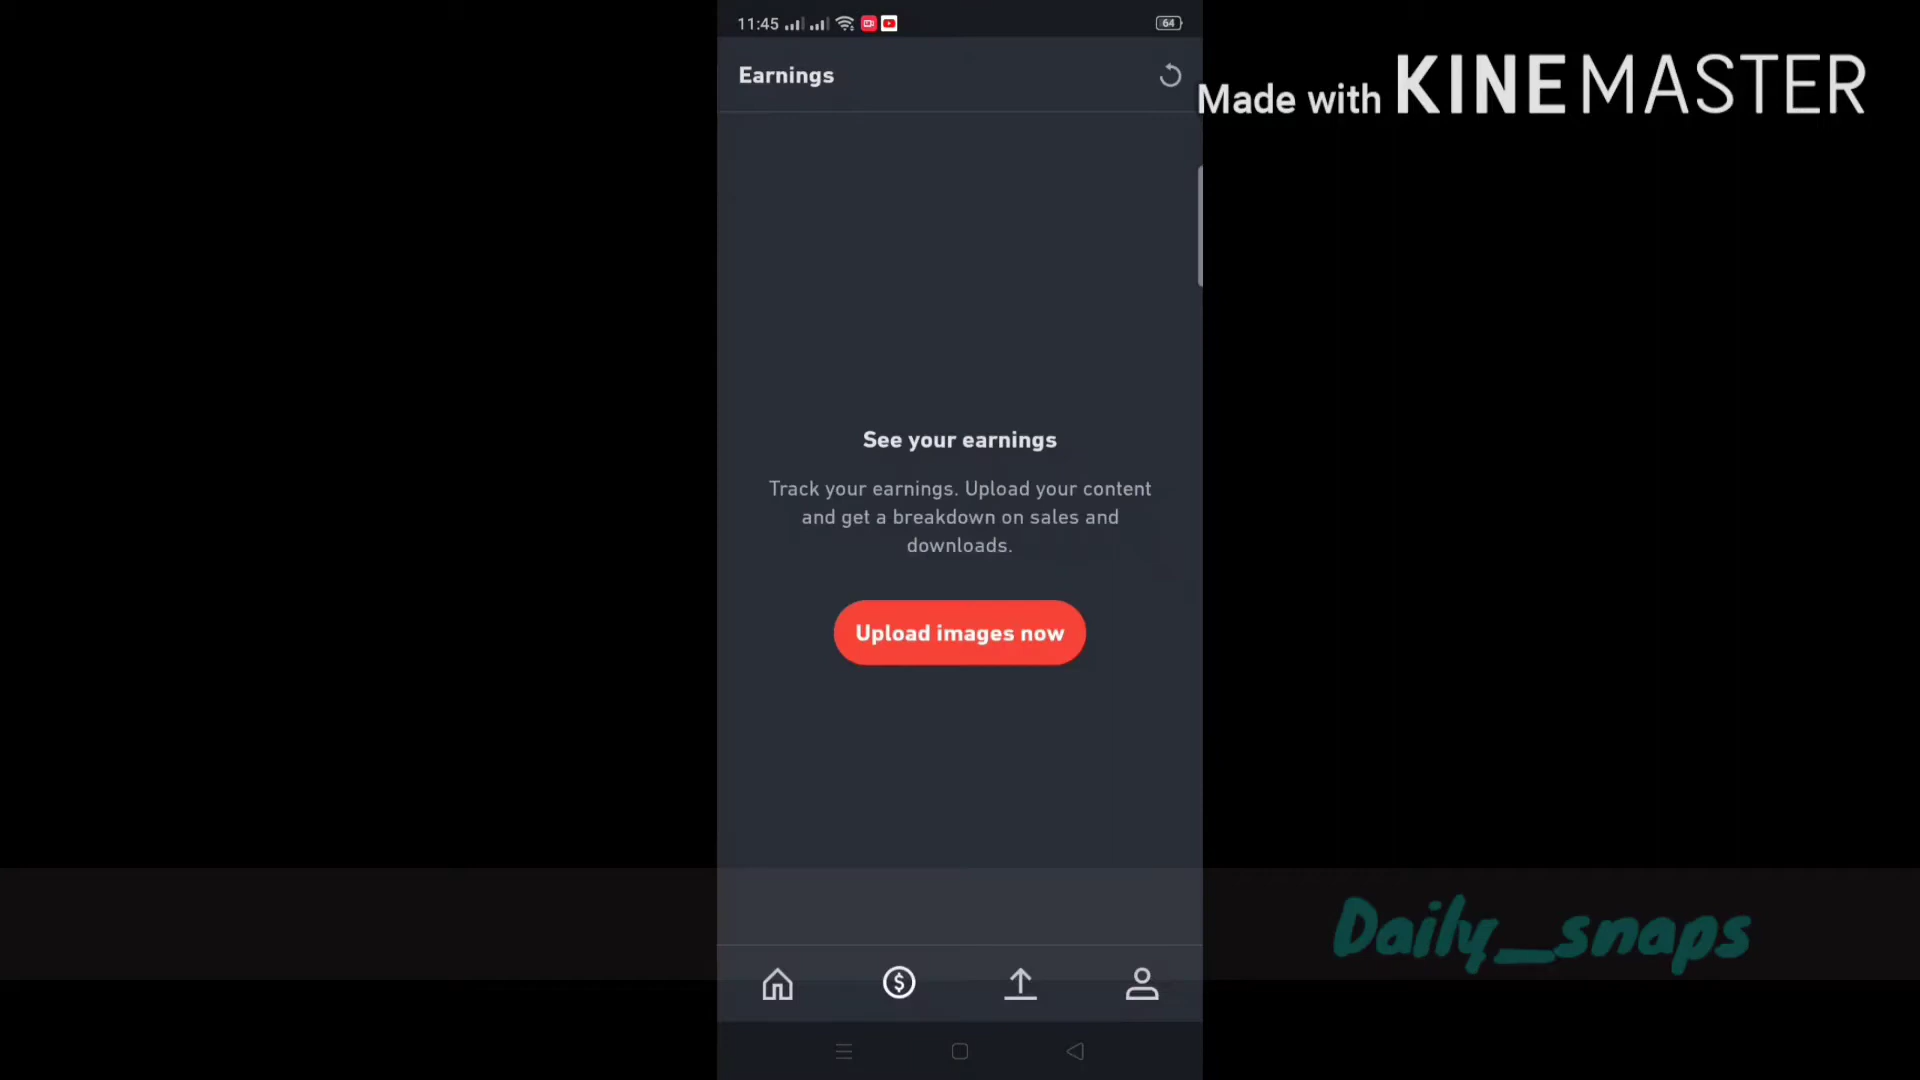 11:45
64
Earnings
Made with KINEMASTER
See your earnings
Track your earnings. Upload your content
and get a breakdown on sales and
downloads.
Upload images now
Daily_snaps